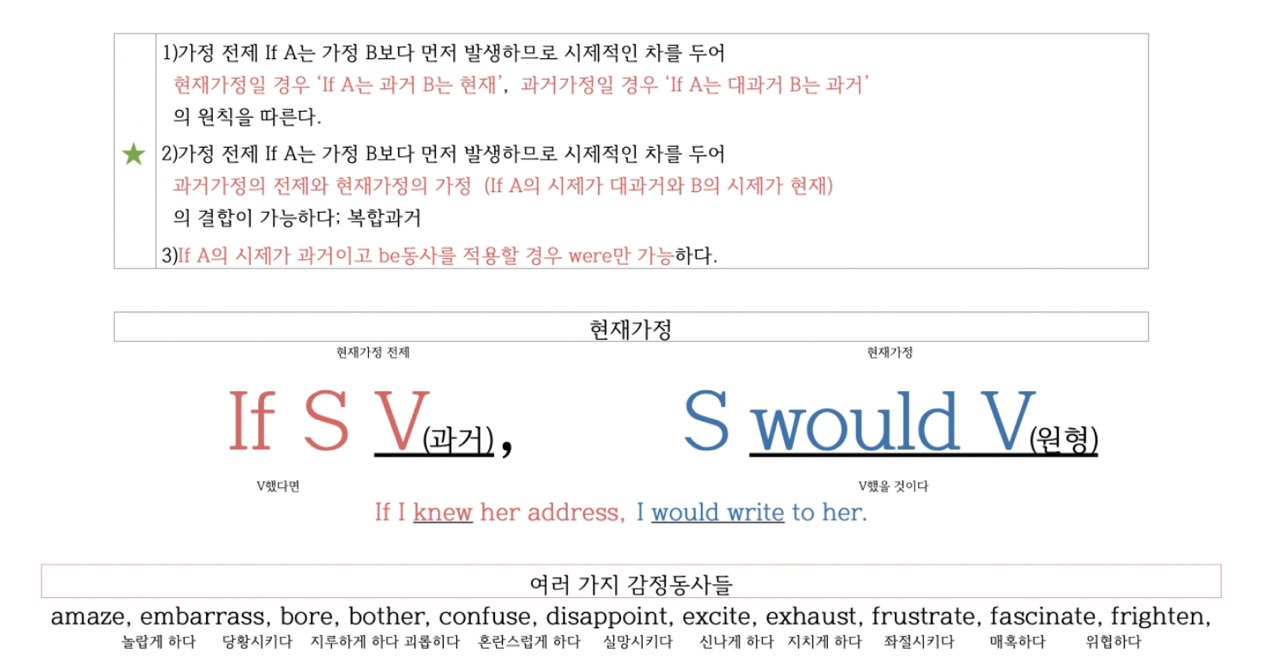 1)가정 전제 If A는 가정 B보다 먼저 발생하므로 시제적인 차를 두어
현재가정일 경우 ‘If A는 과거 B는 현재’, 과거가정일 경우 ‘If A는 대과거 B는 과거’
의 원칙을 따른다.
★ 2)가정 전제 If A는 가정 B보다 먼저 발생하므로 시제적인 차를 두어
과거가정의 전제와 현재가정의 가정 (If A의 시제가 대과거와 B의 시제가 현재)
의 결합이 가능하다; 복합과거
3)If A의 시제가 과거이고 be동사를 적용할 경우 were만 가능하다.
현재가정
현재가정 전제 현재가정
If S V(과거), S would V(원형)
V했다면 V했을 것이다
If I knew her address, I would write to her.
여러 가지 감정동사들
amaze, embarrass, bore, bother, confuse, disappoint, excite, exhaust, frustrate, fascinate, frighten,
놀랍게 하다 당황시키다 지루하게 하다 괴롭히다 혼란스럽게 하다 실망시키다 신나게 하다 지치게 하다 좌절시키다 매혹하다 위협하다